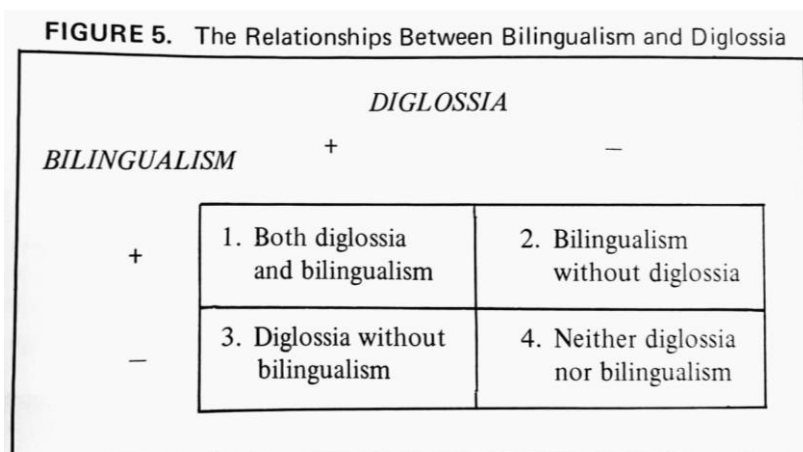 FIGURE 5. The Relationships Between Bilingualism and Diglossia
DIGLOSSIA
+ —
BILINGUALISM
+
1. Both diglossia
and bilingualism
2. Bilingualism
without diglossia
—
3. Diglossia without
bilingualism
4. Neither diglossia
nor bilingualism